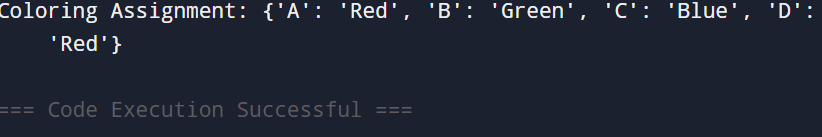 Coloring Assignment: {'A': 'Red', 'B': 'Green', 'C': 'Blue', 'D':
'Red'}
=== Code Execution Successful ===